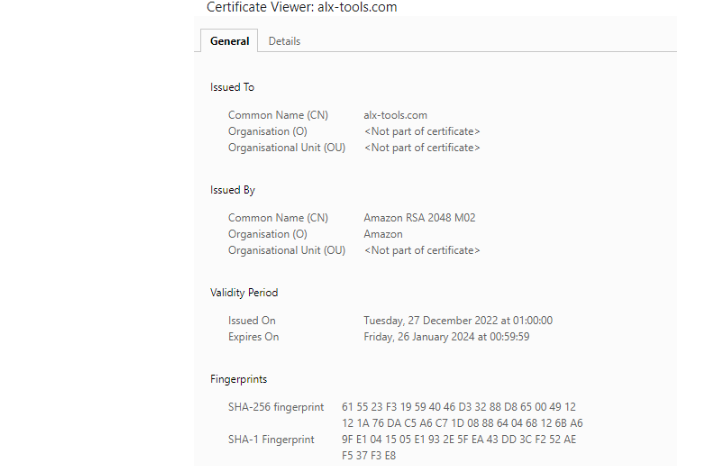 Certificate Viewer: alx-tools.com
General Details
Issued To
Common Name (CN) alx-tools.com
Organisation (O) <Not part of certificate>
Organisational Unit (OU) <Not part of certificate>
Issued By
Common Name (CN) Amazon RSA 2048 M02
Organisation (O) Amazon
Organisational Unit (OU) <Not part of certificate>
Validity Period
Issued On Tuesday, 27 December 2022 at 01:00:00
Expires On Friday, 26 January 2024 at 00:59:59
Fingerprints
SHA-256 fingerprint 61 55 23 F3 19 59 40 46 D3 32 88 D8 65 00 49 12
12 1A 76 DA C5 A6 C7 1D 08 88 64 04 68 12 6B A6
SHA-1 Fingerprint 9F E1 04 15 05 E1 93 2E 5F EA 43 DD 3C F2 52 AE
F5 37 F3 E8